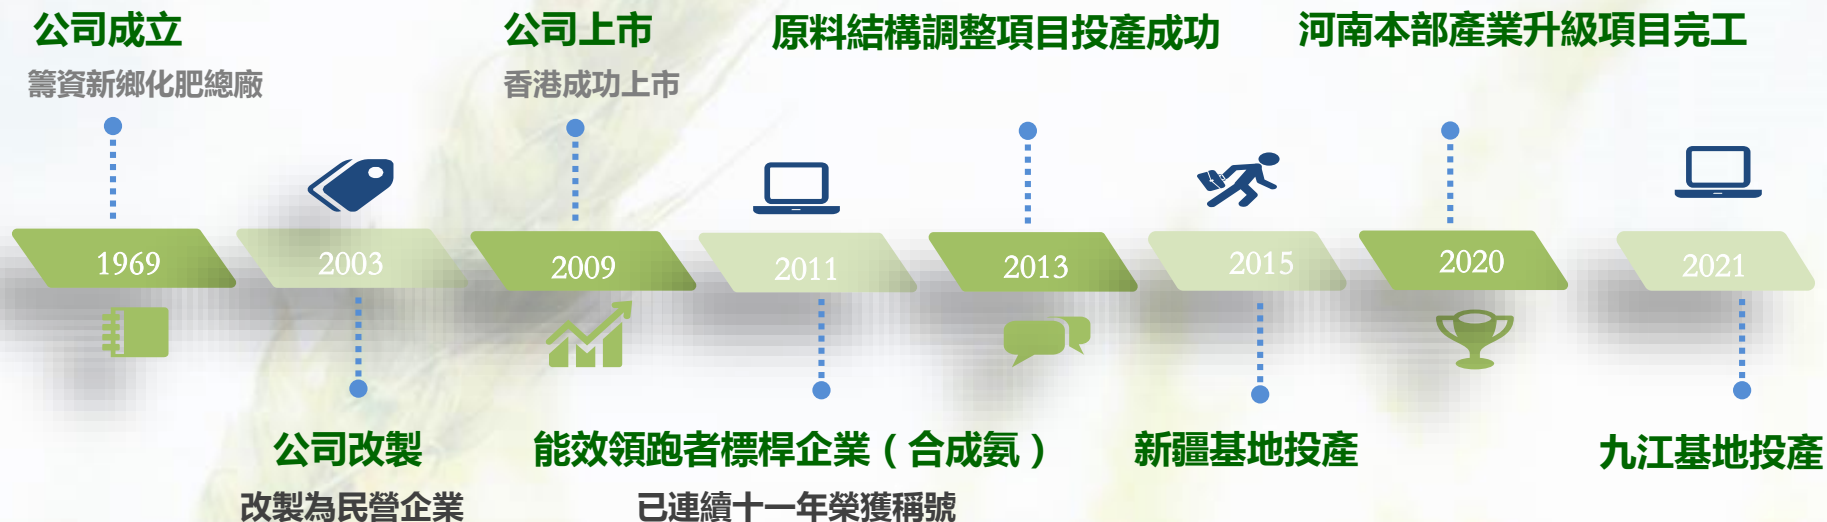 公司成立
籌資新鄉化肥總廠
公司上市
香港成功上市
原料結構調整項目投產成功
河南本部產業升級項目完工
1969
2003
2009
2011
2013
2015
2020
2021
公司改製
改製為民營企業
能效領跑者標桿企業（合成氨）
已連續十一年榮獲稱號
新疆基地投產
九江基地投產